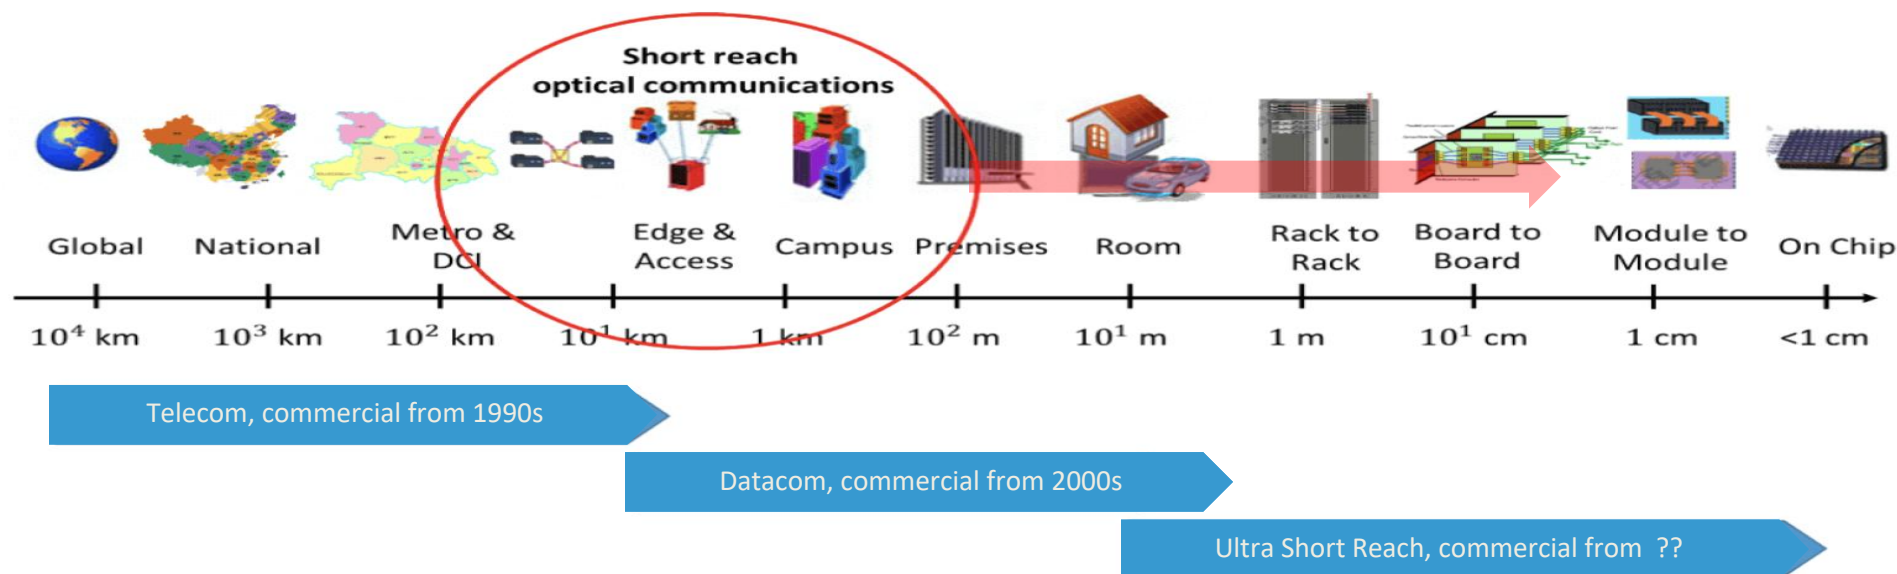 Short reach
optical communications
Global
National
Metro &
DCI
Edge &
Access
Campus
Premises
Room
Rack to
Rack
Board to
Board
Module to
Module
On Chip
10⁴ km
10³ km
10² km
10¹ km
1 km
10² m
10¹ m
1 m
10¹ cm
1 cm
<1 cm
Telecom, commercial from 1990s
Datacom, commercial from 2000s
Ultra Short Reach, commercial from ??